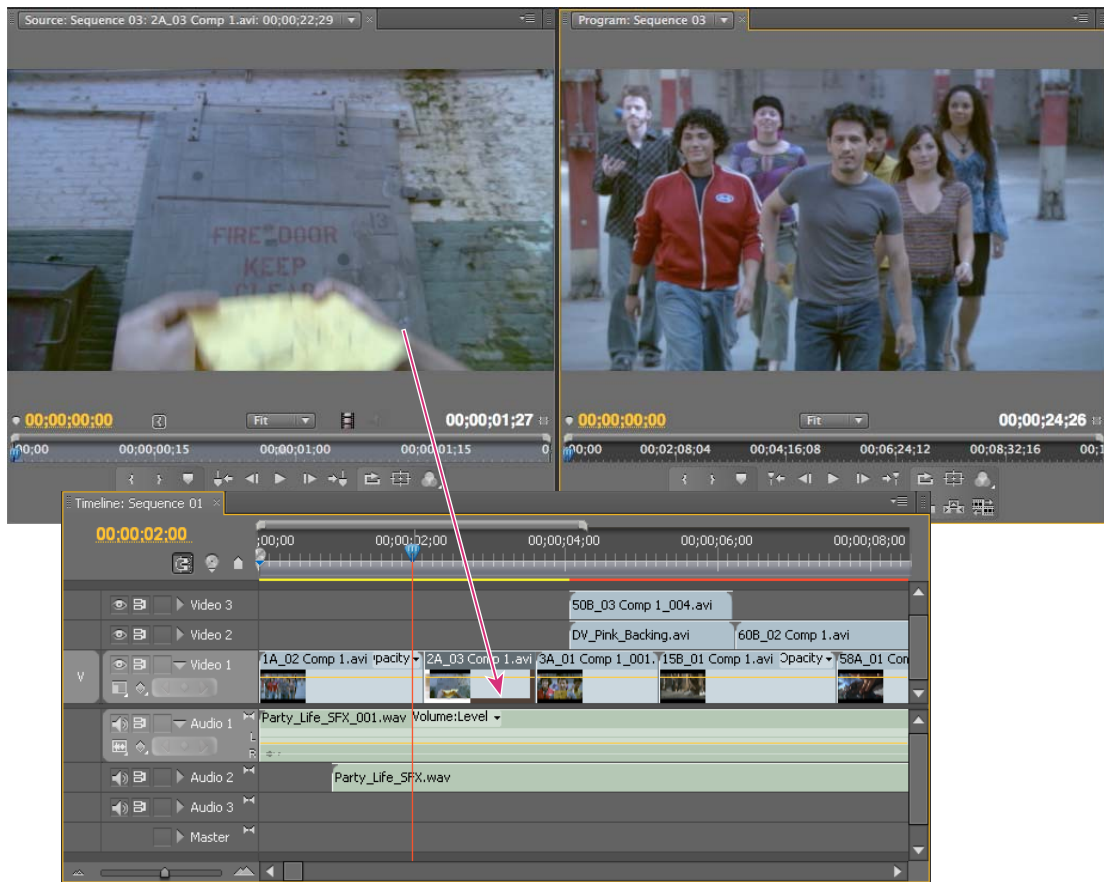 Source: Sequence 03: 2A_03 Comp 1.avi: 00;00;22;29
Program: Sequence 03
FIRE DOOR
13
KEEP
CLEAR
00;00;00;00
Fit
00;00;01;27
00;00;00;00
Fit
00;00;24;26
00;00
00;00;00;15
00;00;01;00
00;00;01;15
0
0;00
00;02;08;04
00;04;16;08
00;06;24;12
00;08;32;16
00;1
Timeline: Sequence 01
00;00;02;00
;00;00
00;00;02;00
00;00;04;00
00;00;06;00
00;00;08;00
Video 3
50B_03 Comp 1_004.avi
Video 2
DV_Pink_Backing.avi
60B_02 Comp 1.avi
V
Video 1
1A_02 Comp 1.avi
pacity
2A_03 Comp 1.avi
3A_01 Comp 1_001.
15B_01 Comp 1.avi
Opacity
58A_01 Con
Audio 1
Party_Life_SFX_001.wav
Volume:Level
L
R
Audio 2
Party_Life_SFX.wav
Audio 3
Master